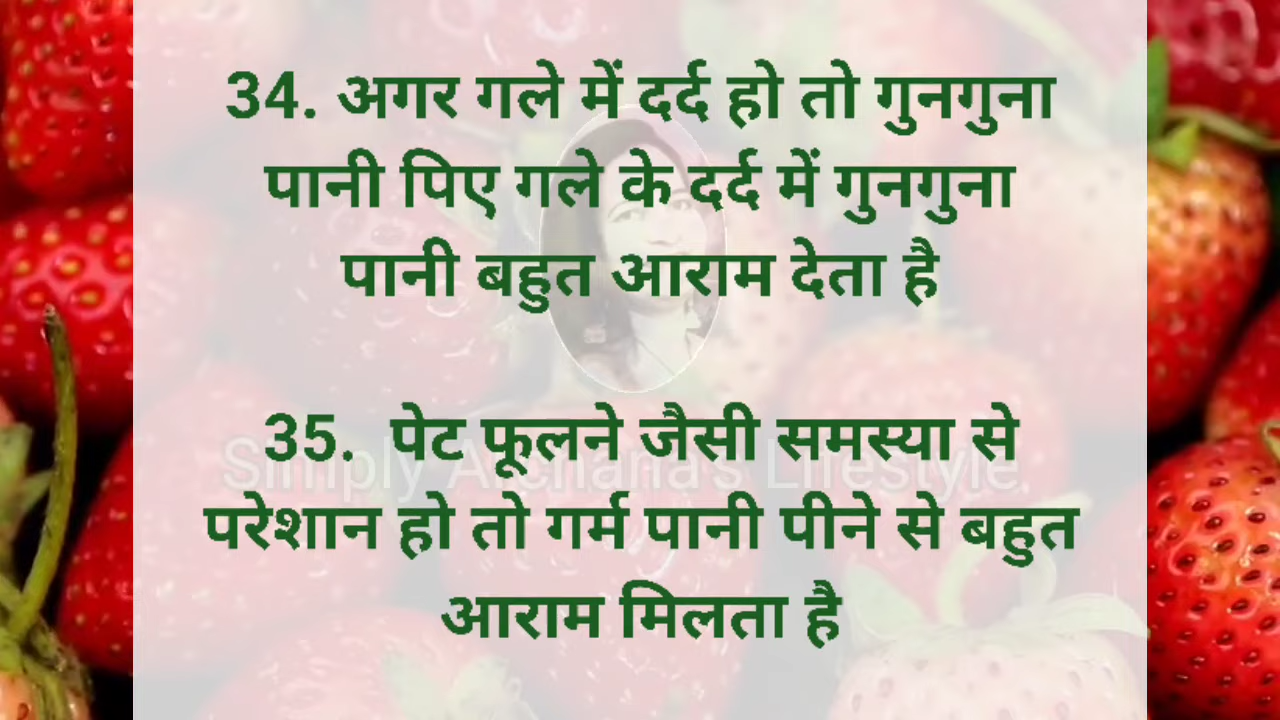 34. अगर गले में दर्द हो तो गुनगुना
पानी पिए गले के दर्द में गुनगुना
पानी बहुत आराम देता है
35. पेट फूलने जैसी समस्या से
Simply Archana's Lifestyle
परेशान हो तो गर्म पानी पीने से बहुत
आराम मिलता है